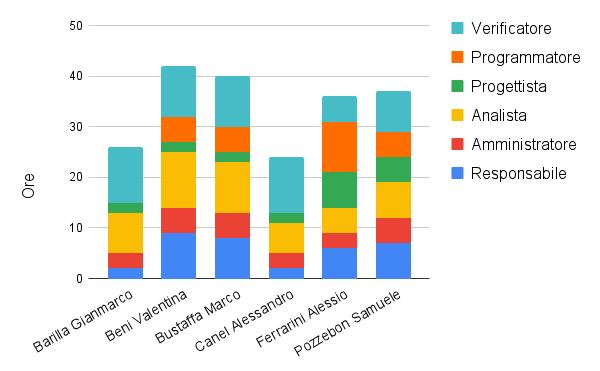 50
40
30
20
10
0
Ore
Barilla Gianmarco
Beni Valentina
Bustaffa Marco
Canel Alessandro
Ferrarini Alessio
Pozzebon Samuele
Verificatore
Programmatore
Progettista
Analista
Amministratore
Responsabile